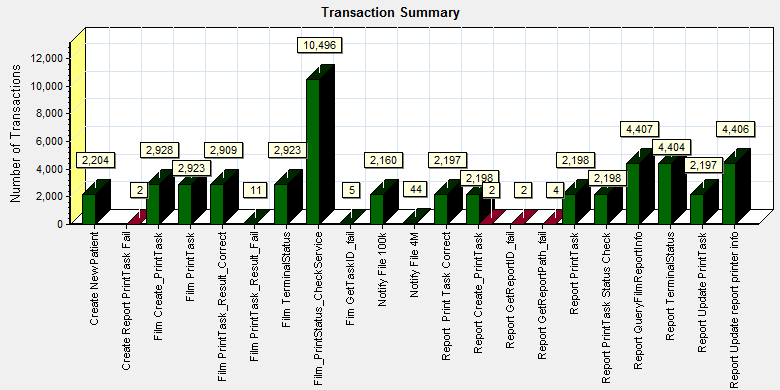 Transaction Summary
Number of Transactions
12,000
10,000
8,000
6,000
4,000
2,000
0
2,204
2
2,928
2,923
2,909
11
2,923
10,496
5
2,160
44
2,197
2,198
2
2
4
2,198
2,198
4,407
4,404
2,197
4,406
Create NewPatient
Create Report PrintTask Fail
Film Create_PrintTask
Film PrintTask
Film PrintTask_Result_Correct
Film PrintTask_Result_Fail
Film TerminalStatus
Film_PrintStatus_CheckService
Fim GetTaskID_fail
Notify File 100k
Notify File 4M
Report Print Task Correct
Report Create_PrintTask
Report GetReportID_fail
Report GetReportPath_fail
Report PrintTask
Report PrintTask Status Check
Report QueryFilmReportInfo
Report TerminalStatus
Report Update PrintTask
Report Update report printer info